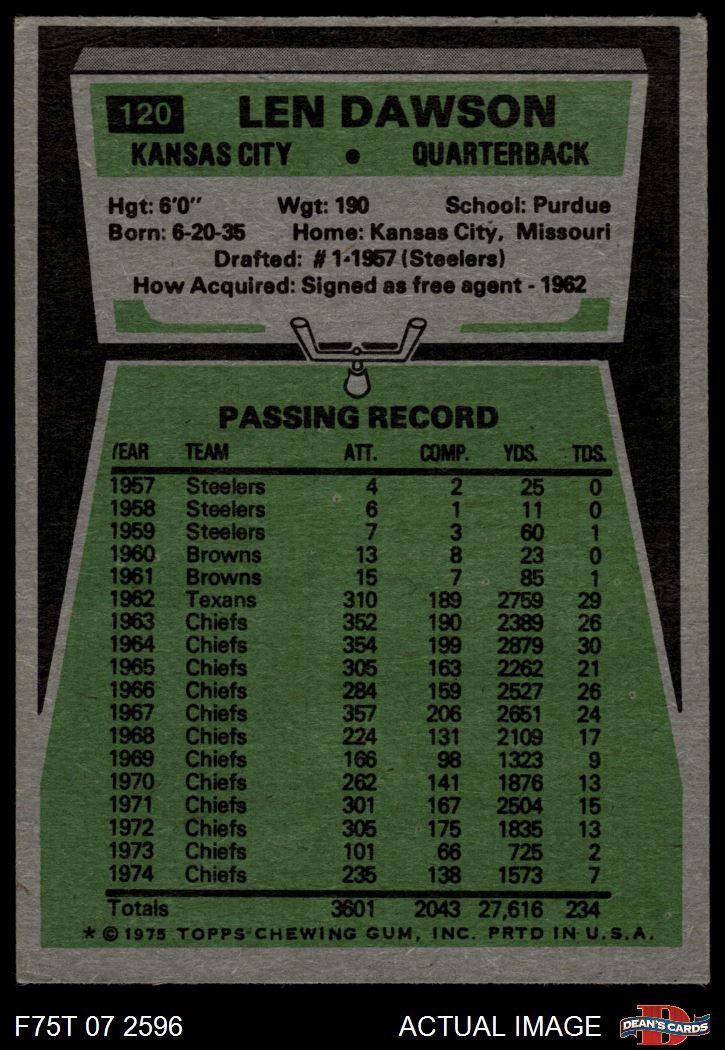 120 LEN DAWSON
KANSAS CITY • QUARTERBACK
Hgt: 6'0" Wgt: 190 School: Purdue
Born: 6-20-35 Home: Kansas City, Missouri
Drafted: #1-1957 (Steelers)
How Acquired: Signed as free agent - 1962
PASSING RECORD
YEAR TEAM ATT. COMP. YDS. TDS.
1957 Steelers 4 2 25 0
1958 Steelers 6 1 11 0
1959 Steelers 7 3 60 1
1960 Browns 13 8 23 0
1961 Browns 15 7 85 1
1962 Texans 310 189 2759 29
1963 Chiefs 352 190 2389 26
1964 Chiefs 354 199 2879 30
1965 Chiefs 305 163 2262 21
1966 Chiefs 284 159 2527 26
1967 Chiefs 357 206 2651 24
1968 Chiefs 224 131 2109 17
1969 Chiefs 166 98 1323 9
1970 Chiefs 262 141 1876 13
1971 Chiefs 301 167 2504 15
1972 Chiefs 305 175 1835 13
1973 Chiefs 101 66 725 2
1974 Chiefs 235 138 1573 7
Totals 3601 2043 27,616 234
* © 1975 TOPPS CHEWING GUM, INC. PRTD IN U.S.A.
F75T 07 2596 ACTUAL IMAGE DEAN'S CARDS